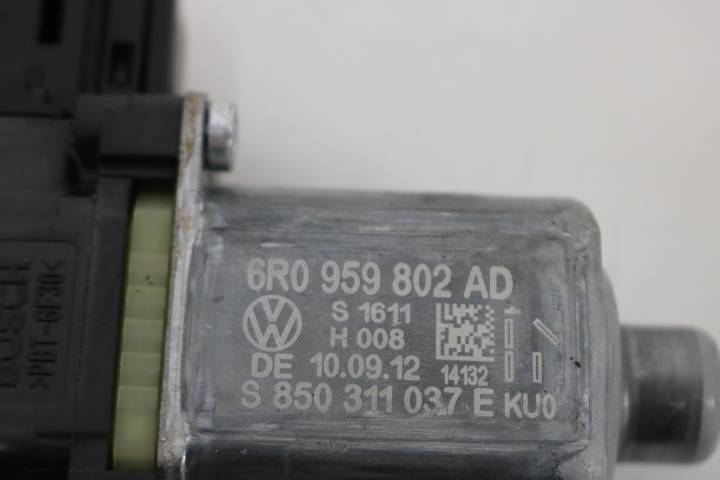 6R0 959 802 AD
S 1611
H 008
DE 10.09.12
14132
S 850 311 037 E KU0
BOSCH
>PBT-GF30<